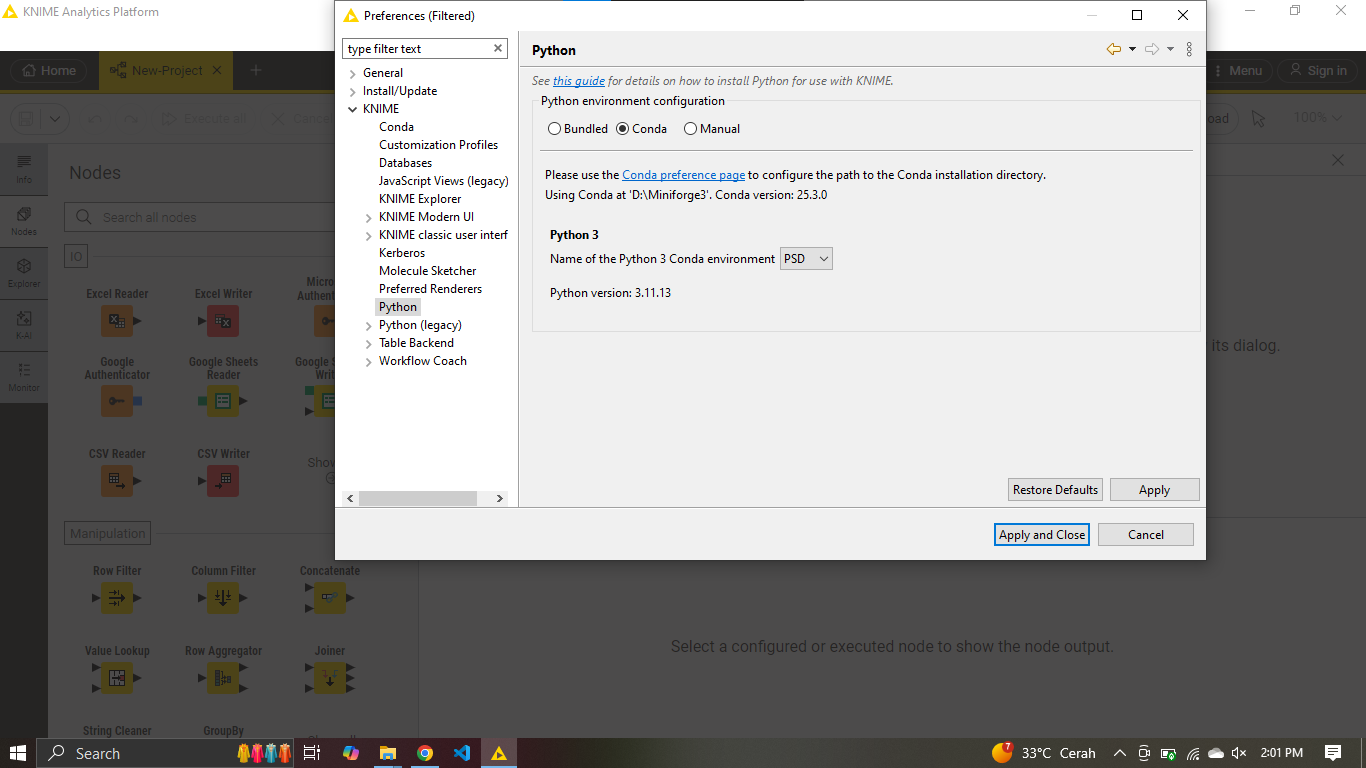 KNIME Analytics Platform
Preferences (Filtered)
Home
New-Project
Menu
Sign in
Execute all
Cancel
100%
type filter text
General
Install/Update
KNIME
Conda
Customization Profiles
Databases
JavaScript Views (legacy)
KNIME Explorer
KNIME Modern UI
KNIME classic user interf
Kerberos
Molecule Sketcher
Preferred Renderers
Python
Python (legacy)
Table Backend
Workflow Coach
Python
See this guide for details on how to install Python for use with KNIME.
Python environment configuration
Bundled Conda Manual
Please use the Conda preference page to configure the path to the Conda installation directory.
Using Conda at 'D:\Miniforge3'. Conda version: 25.3.0
Python 3
Name of the Python 3 Conda environment PSD
Python version: 3.11.13
Restore Defaults Apply
Apply and Close Cancel
Info
Nodes
Explorer
K-AI
Monitor
Nodes
Search all nodes
IO
Excel Reader
Excel Writer
Google Authenticator
Google Sheets Reader
CSV Reader
CSV Writer
Manipulation
Row Filter
Column Filter
Concatenate
Value Lookup
Row Aggregator
Joiner
String Cleaner
GroupBy
its dialog.
Select a configured or executed node to show the node output.
Search
7
33°C Cerah
2:01 PM